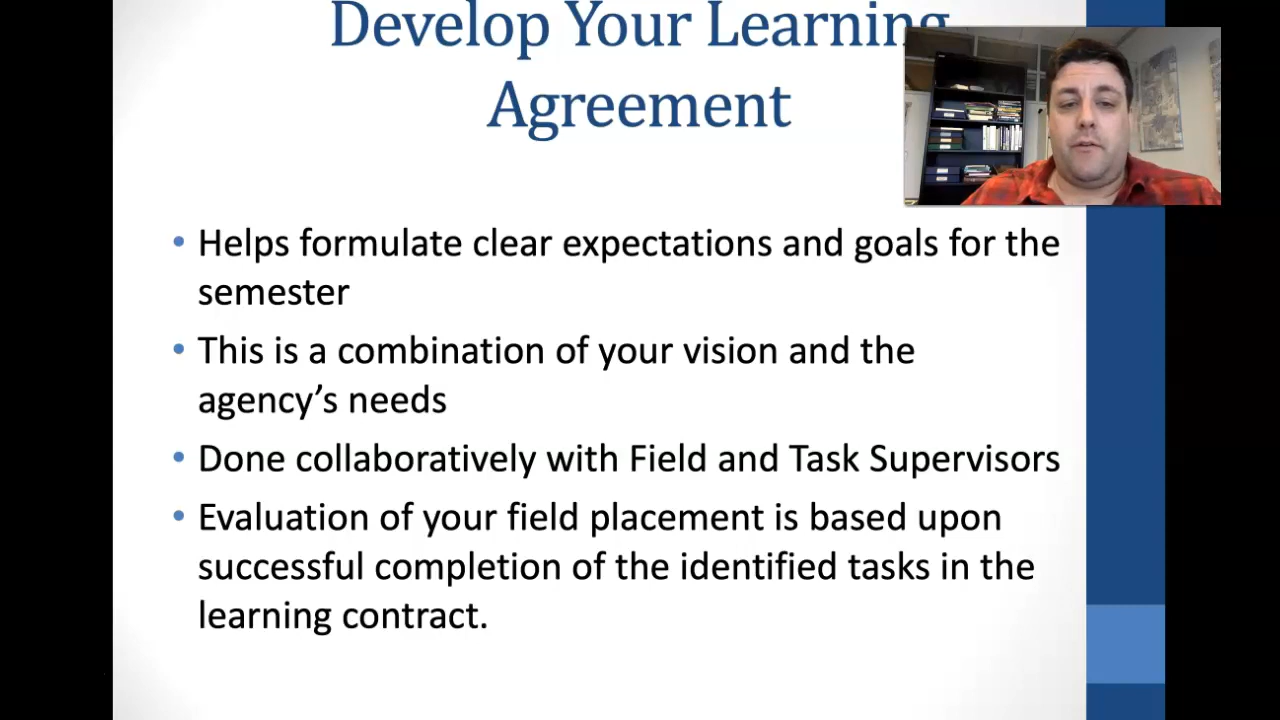 Develop Your Learning
Agreement
• Helps formulate clear expectations and goals for the
semester
• This is a combination of your vision and the
agency’s needs
• Done collaboratively with Field and Task Supervisors
• Evaluation of your field placement is based upon
successful completion of the identified tasks in the
learning contract.